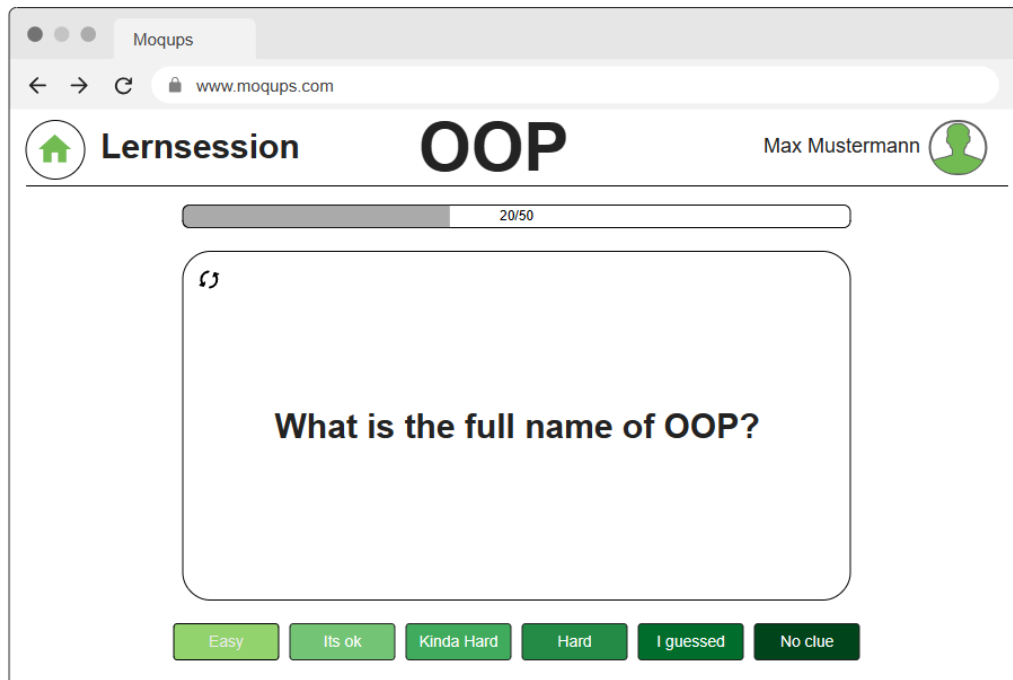 Moqups
www.moqups.com
Lernsession
OOP
Max Mustermann
20/50
What is the full name of OOP?
Easy
Its ok
Kinda Hard
Hard
I guessed
No clue